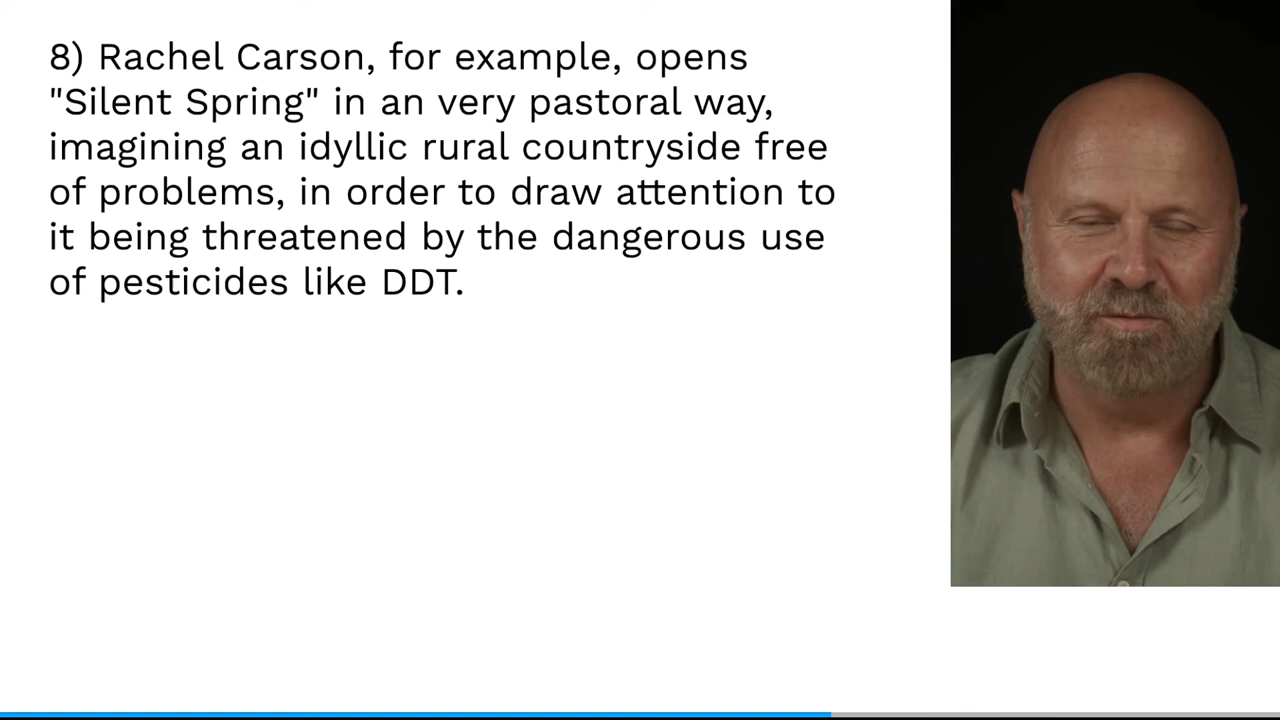 8) Rachel Carson, for example, opens
"Silent Spring" in an very pastoral way,
imagining an idyllic rural countryside free
of problems, in order to draw attention to
it being threatened by the dangerous use
of pesticides like DDT.